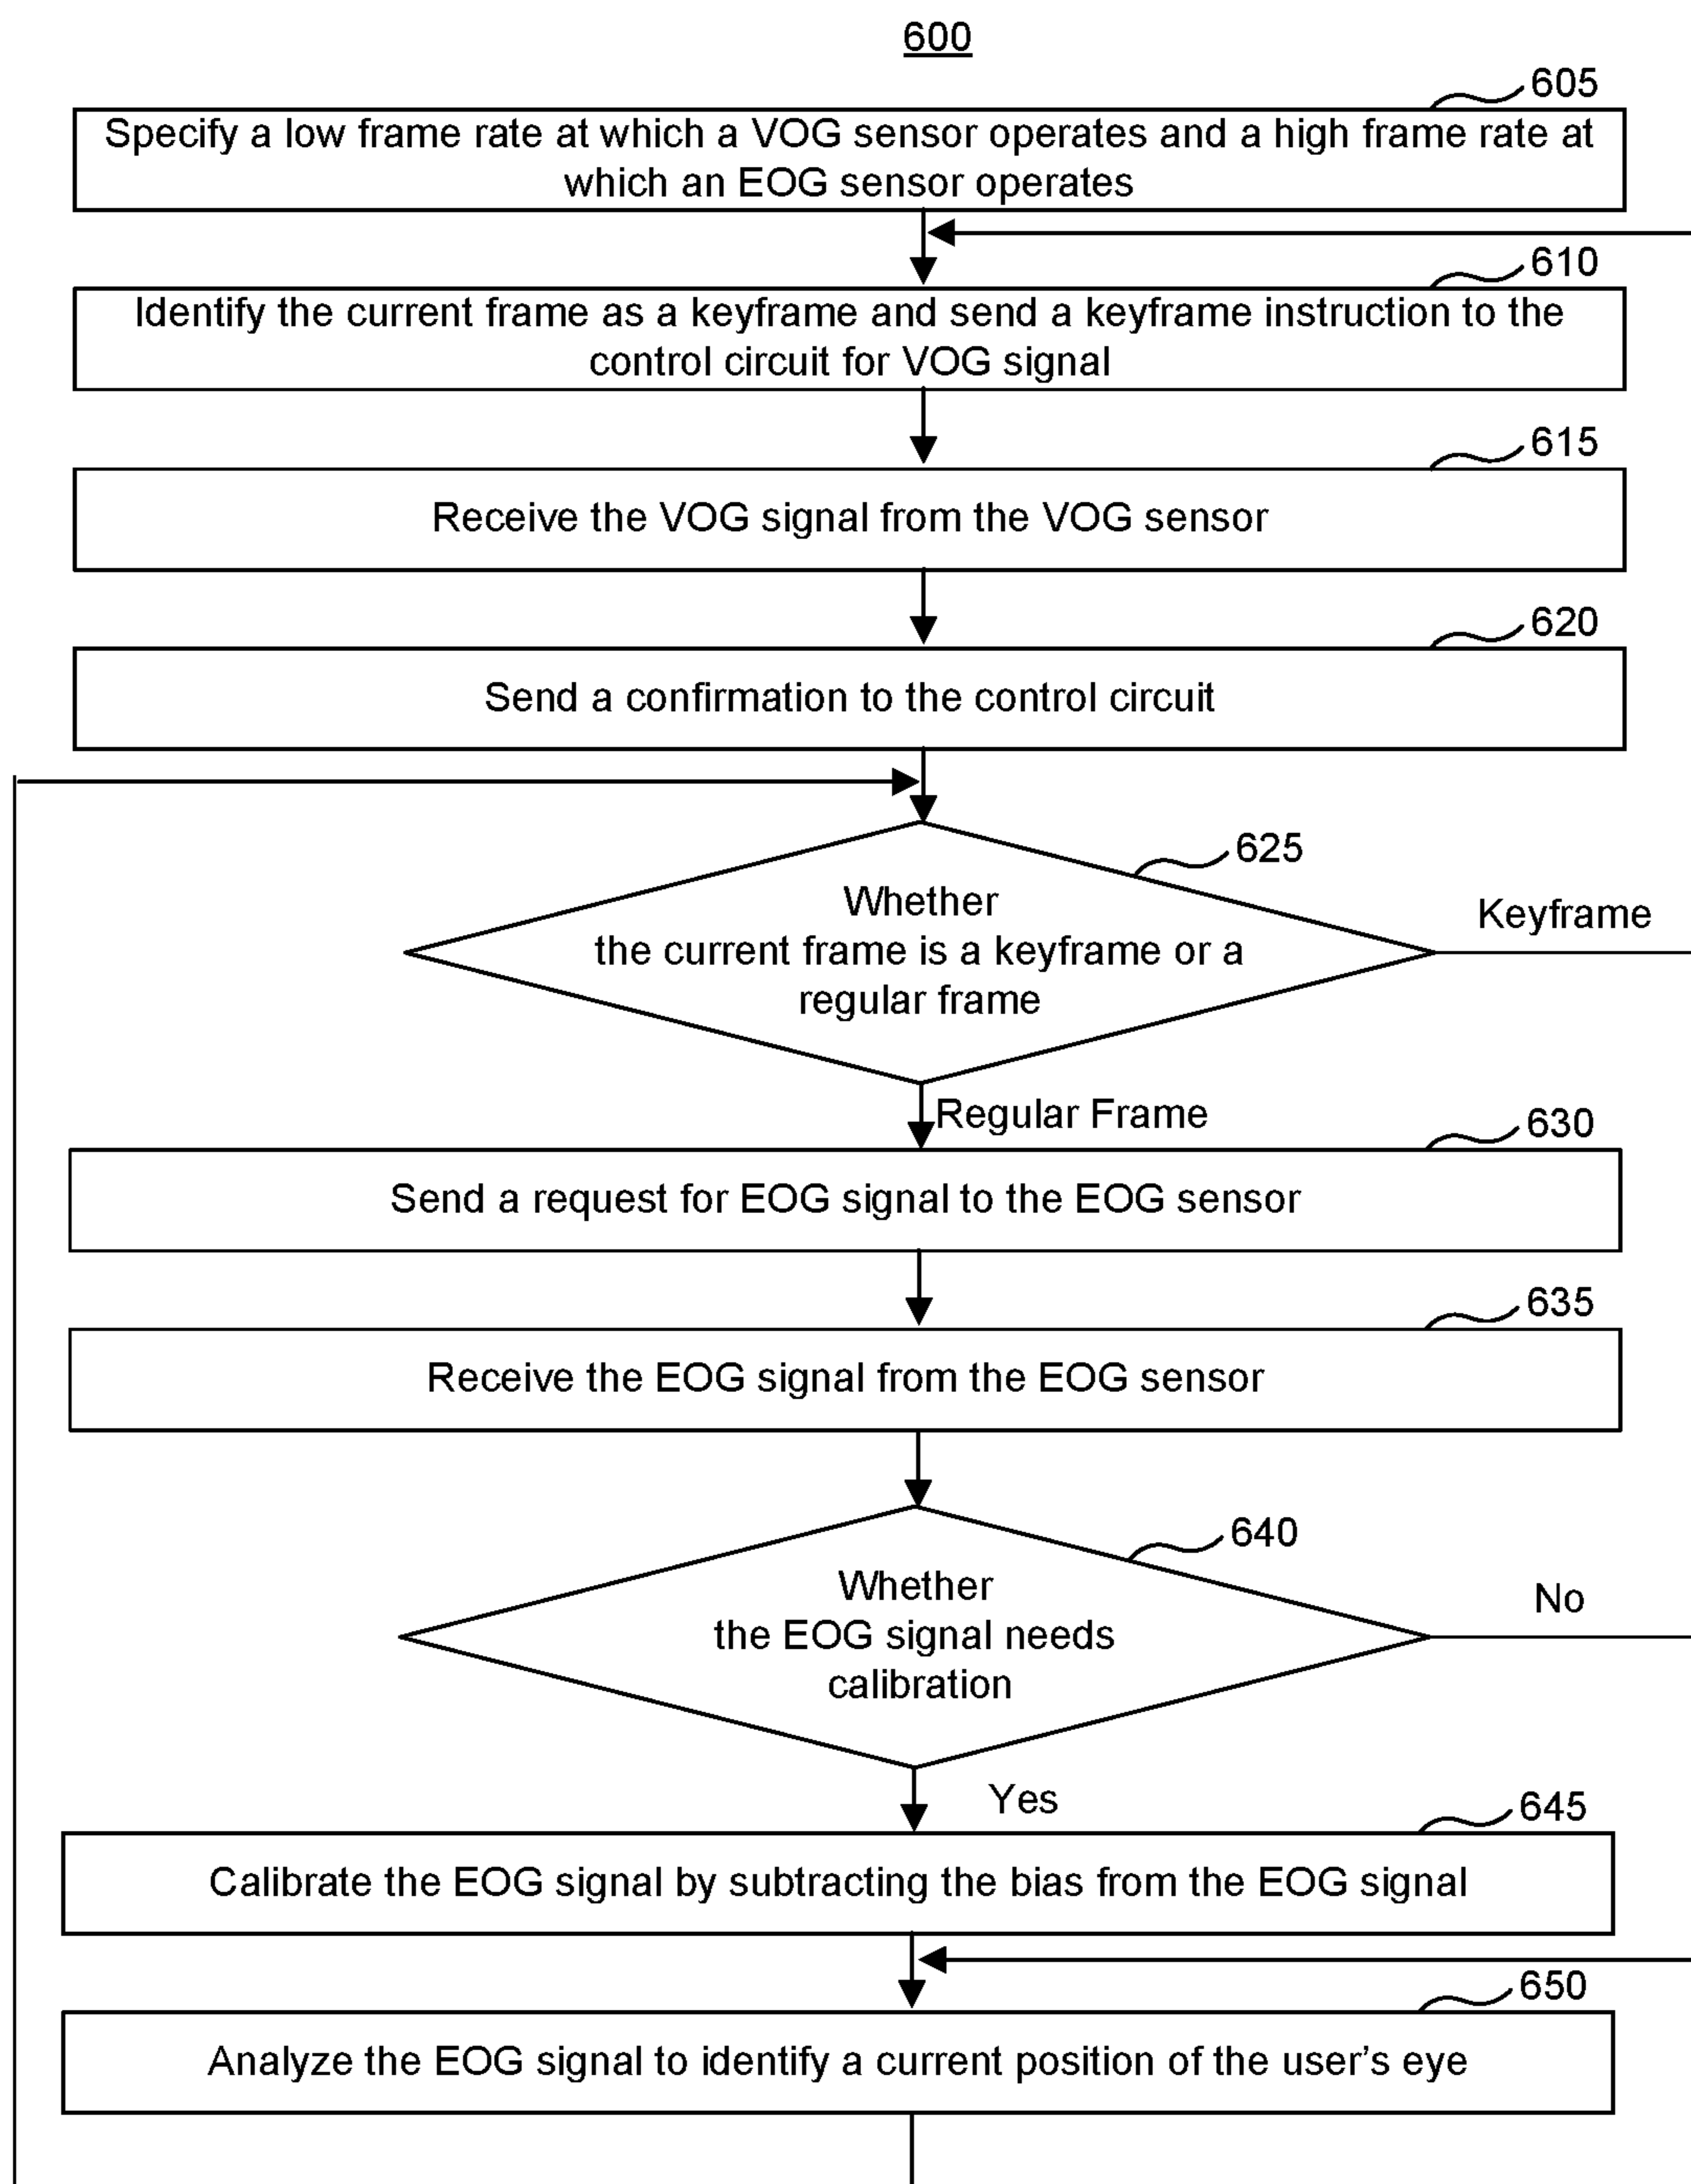 600
605
Specify a low frame rate at which a VOG sensor operates and a high frame rate at
which an EOG sensor operates
610
Identify the current frame as a keyframe and send a keyframe instruction to the
control circuit for VOG signal
615
Receive the VOG signal from the VOG sensor
620
Send a confirmation to the control circuit
625
Whether
the current frame is a keyframe or a
regular frame
Keyframe
Regular Frame
630
Send a request for EOG signal to the EOG sensor
635
Receive the EOG signal from the EOG sensor
640
Whether
the EOG signal needs
calibration
No
Yes
645
Calibrate the EOG signal by subtracting the bias from the EOG signal
650
Analyze the EOG signal to identify a current position of the user's eye